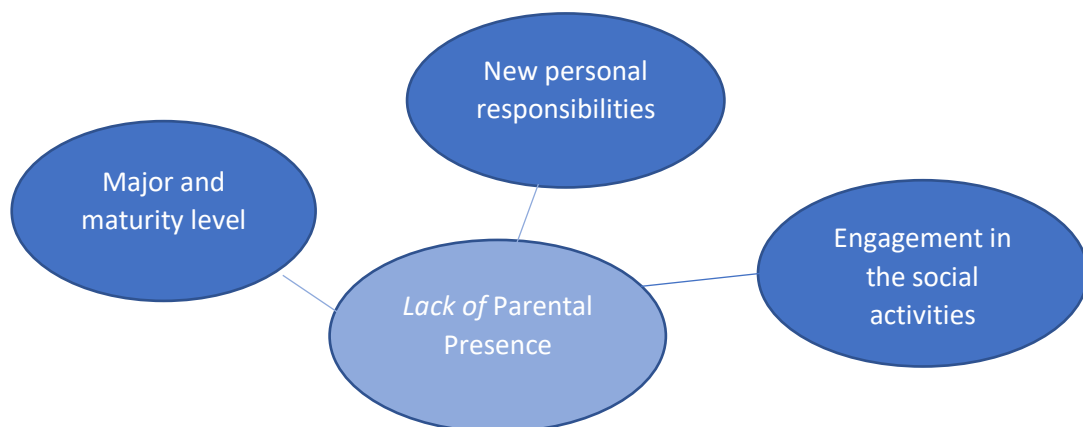 New personal
responsibilities
Major and
maturity level
Engagement in
the social
activities
Lack of Parental
Presence